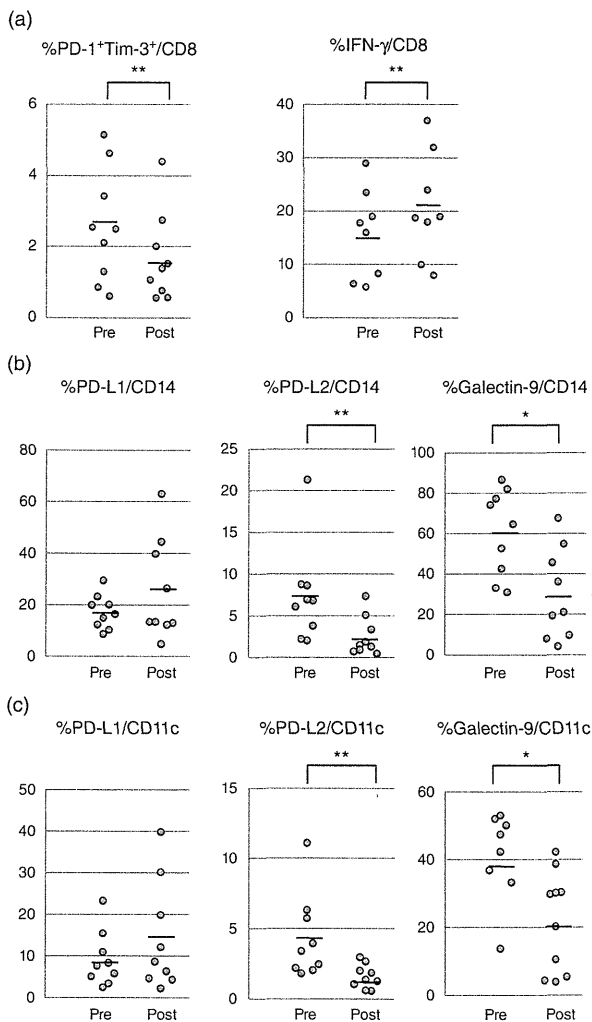 (a)
%PD-1⁺Tim-3⁺/CD8 %IFN-γ/CD8
** **
6 40
4 30
20
2 10
0 0
Pre Post Pre Post
(b)
%PD-L1/CD14 %PD-L2/CD14 %Galectin-9/CD14
** *
80 25 100
60 20 80
40 15 60
10 40
20 5 20
0 0 0
Pre Post Pre Post Pre Post
(c)
%PD-L1/CD11c %PD-L2/CD11c %Galectin-9/CD11c
** *
50 15 60
40
30 10 40
20 5 20
10
0 0 0
Pre Post Pre Post Pre Post